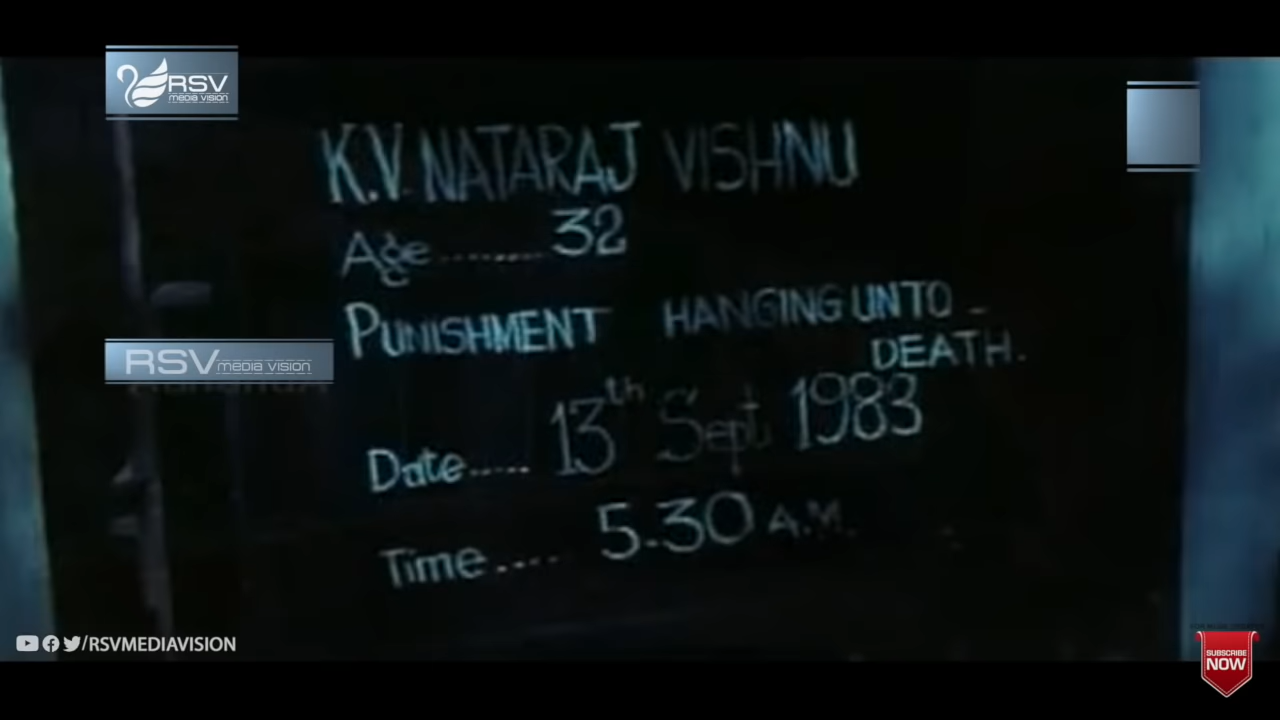 RSV
media vision
K.V. NATARAJ VISHNU
Age ........ 32
PUNISHMENT HANGING UNTO -
DEATH.
RSV media vision
Date..... 13th Sept 1983
Time .... 5.30 A.M.
/RSVMEDIAVISION
SUBSCRIBE
NOW